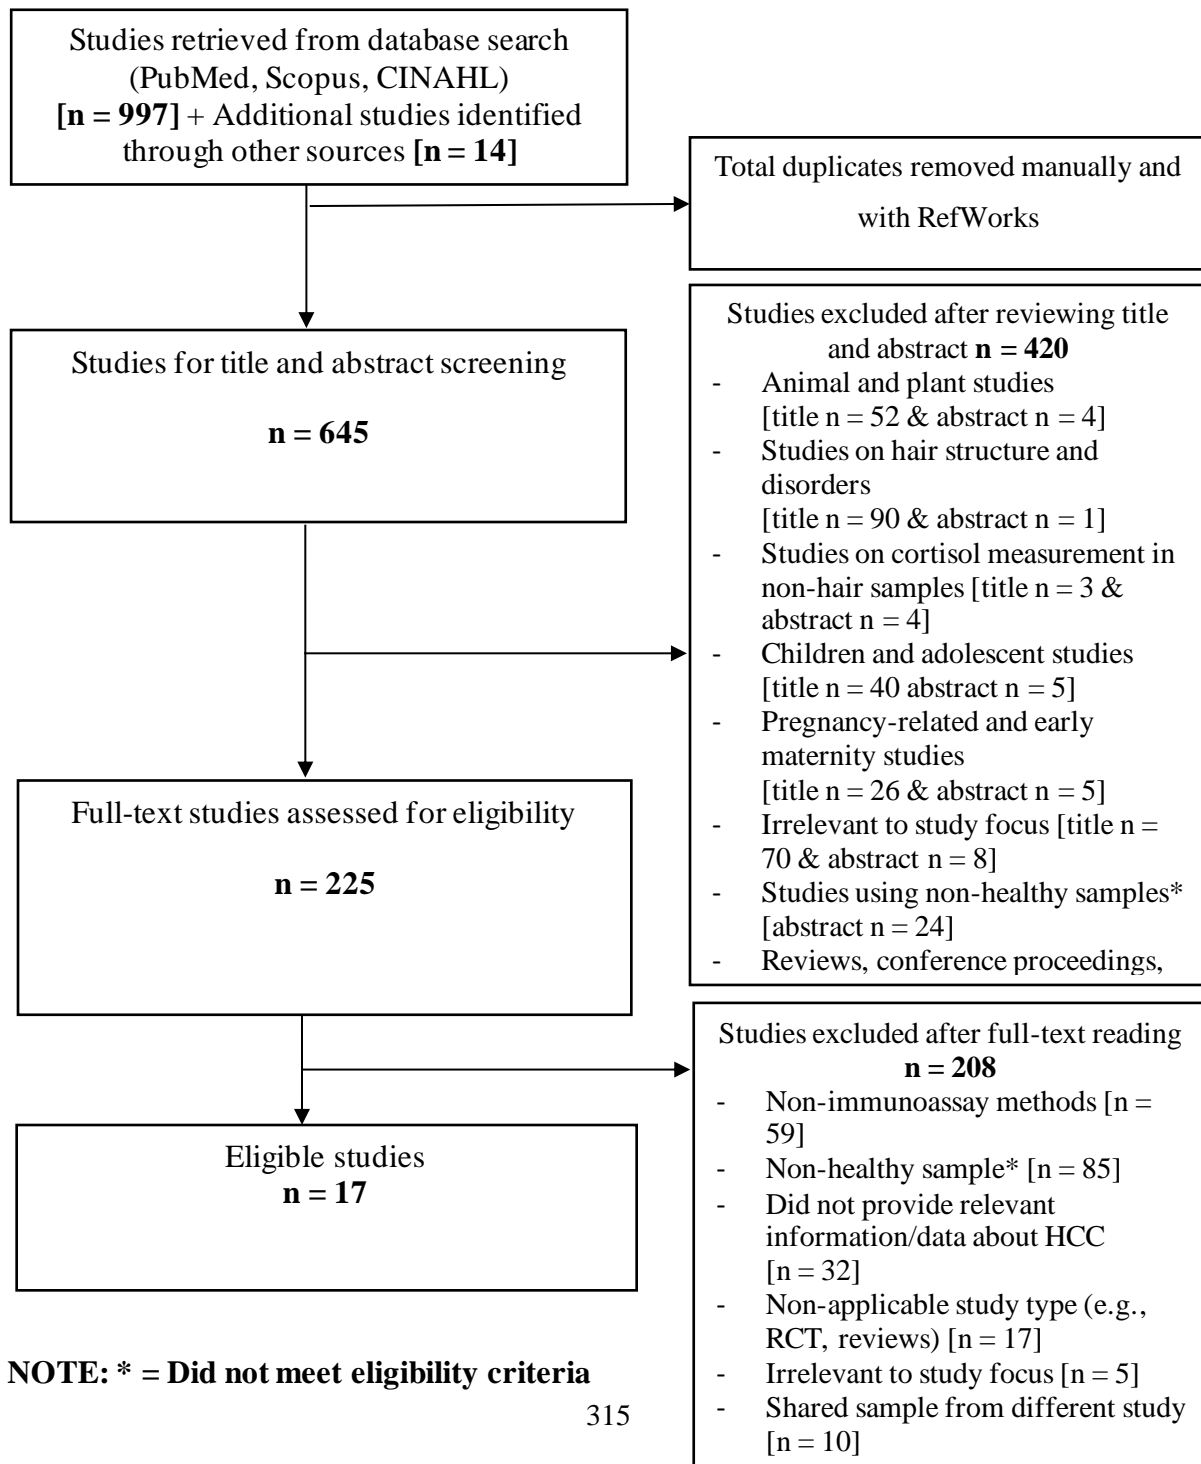 Studies retrieved from database search
(PubMed, Scopus, CINAHL)
[n = 997] + Additional studies identified
through other sources [n = 14]
Total duplicates removed manually and
with RefWorks
Studies for title and abstract screening
n = 645
Studies excluded after reviewing title
and abstract n = 420
- Animal and plant studies
[title n = 52 & abstract n = 4]
- Studies on hair structure and
disorders
[title n = 90 & abstract n = 1]
- Studies on cortisol measurement in
non-hair samples [title n = 3 &
abstract n = 4]
- Children and adolescent studies
[title n = 40 abstract n = 5]
- Pregnancy-related and early
maternity studies
[title n = 26 & abstract n = 5]
- Irrelevant to study focus [title n =
70 & abstract n = 8]
- Studies using non-healthy samples*
[abstract n = 24]
- Reviews, conference proceedings,
Full-text studies assessed for eligibility
n = 225
Studies excluded after full-text reading
n = 208
- Non-immunoassay methods [n =
59]
- Non-healthy sample* [n = 85]
- Did not provide relevant
information/data about HCC
[n = 32]
- Non-applicable study type (e.g.,
RCT, reviews) [n = 17]
- Irrelevant to study focus [n = 5]
- Shared sample from different study
[n = 10]
Eligible studies
n = 17
NOTE: * = Did not meet eligibility criteria
315